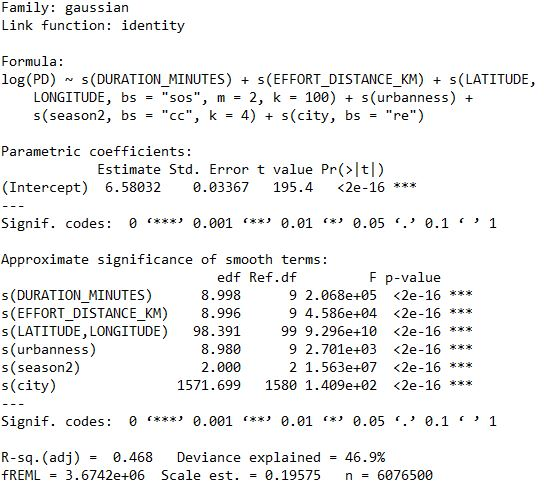 Family: gaussian
Link function: identity

Formula:
log(PD) ~ s(DURATION_MINUTES) + s(EFFORT_DISTANCE_KM) + s(LATITUDE,
    LONGITUDE, bs = "sos", m = 2, k = 100) + s(urbanness) +
    s(season2, bs = "cc", k = 4) + s(city, bs = "re")

Parametric coefficients:
            Estimate Std. Error t value Pr(>|t|)
(Intercept)  6.58032    0.03367   195.4   <2e-16 ***
---
Signif. codes:  0 ‘***’ 0.001 ‘**’ 0.01 ‘*’ 0.05 ‘.’ 0.1 ‘ ’ 1

Approximate significance of smooth terms:
                           edf Ref.df         F p-value
s(DURATION_MINUTES)      8.998      9 2.068e+05  <2e-16 ***
s(EFFORT_DISTANCE_KM)    8.996      9 4.586e+04  <2e-16 ***
s(LATITUDE,LONGITUDE)   98.391     99 9.296e+10  <2e-16 ***
s(urbanness)             8.980      9 2.701e+03  <2e-16 ***
s(season2)               2.000      2 1.563e+07  <2e-16 ***
s(city)               1571.699   1580 1.409e+02  <2e-16 ***
---
Signif. codes:  0 ‘***’ 0.001 ‘**’ 0.01 ‘*’ 0.05 ‘.’ 0.1 ‘ ’ 1

R-sq.(adj) =  0.468   Deviance explained = 46.9%
fREML = 3.6742e+06  Scale est. = 0.19575   n = 6076500